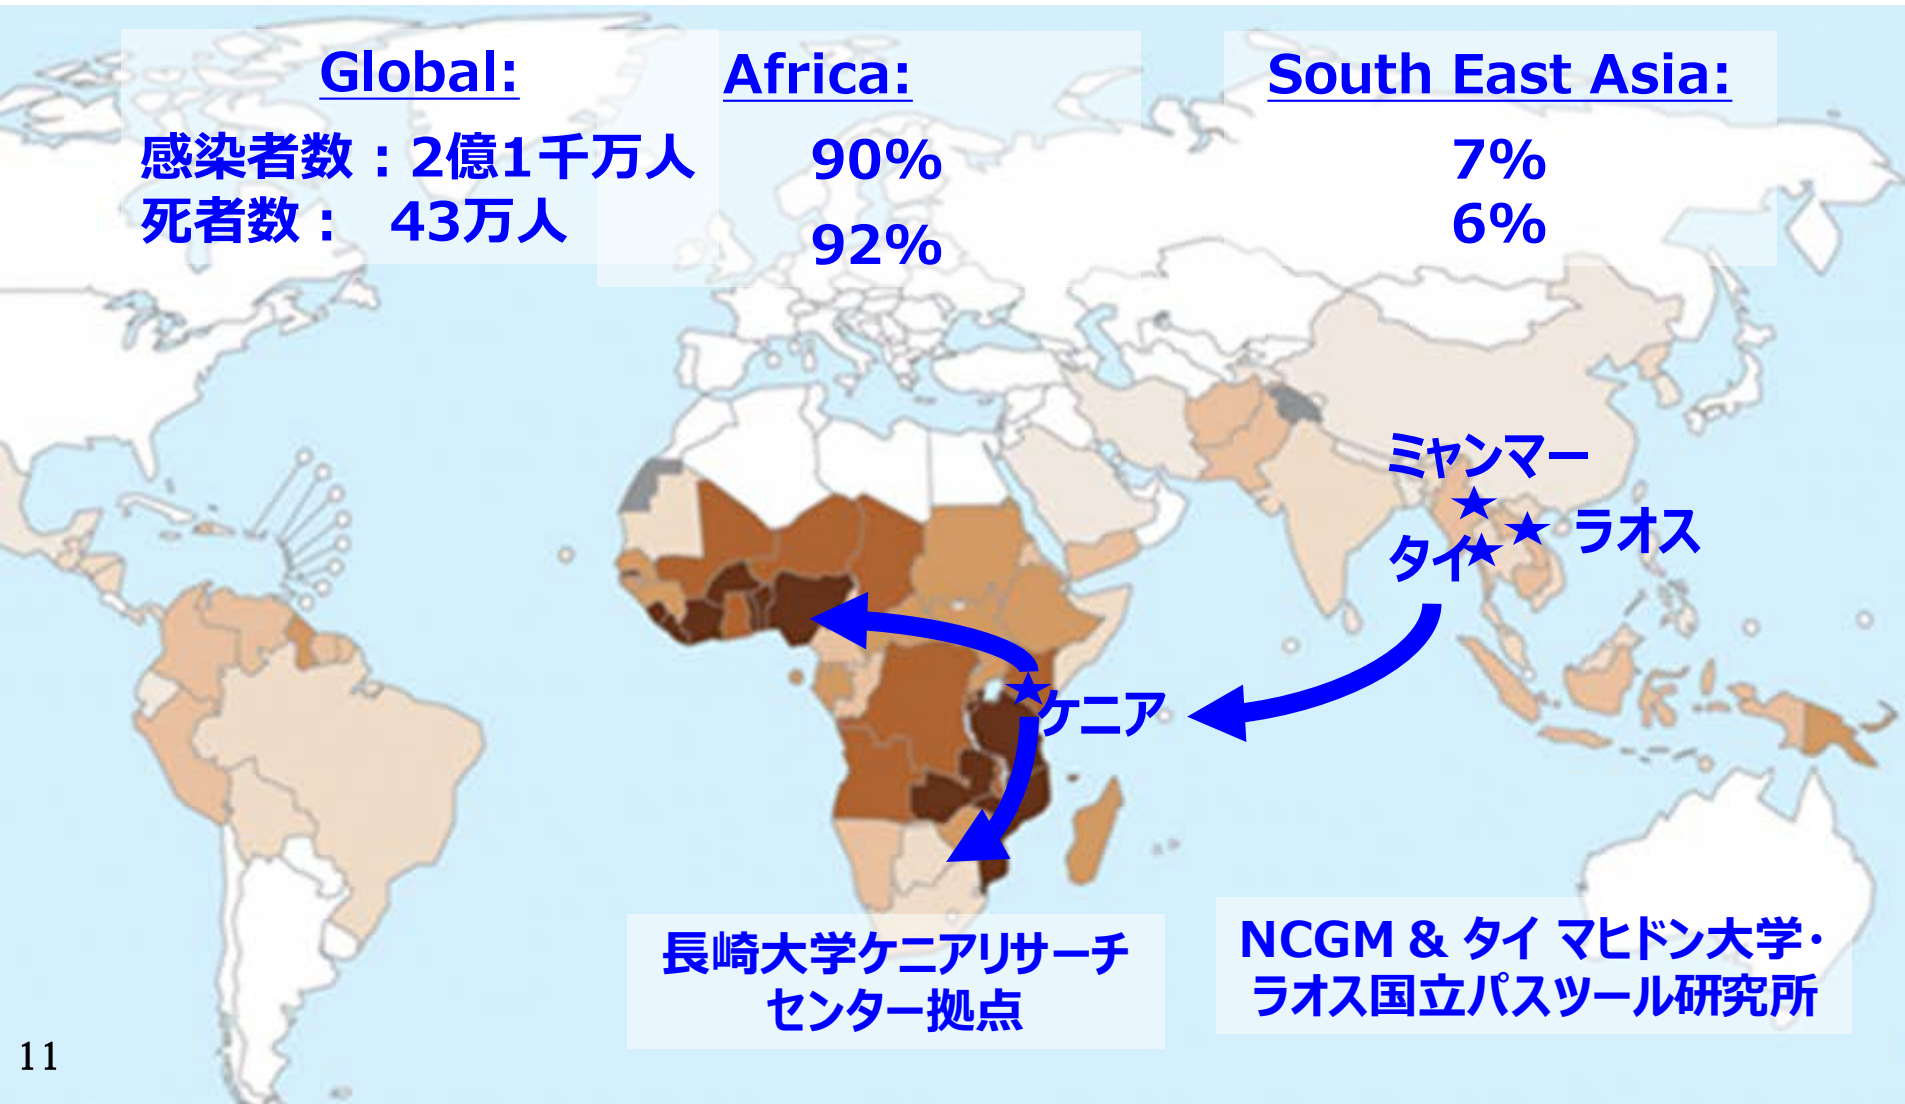 Global:
感染者数：2億1千万人
死者数： 43万人
Africa:
90%
92%
South East Asia:
7%
6%
ミャンマー
ラオス
タイ
ケニア
長崎大学ケニアリサーチ
センター拠点
NCGM & タイ マヒドン大学・
ラオス国立パスツール研究所
11